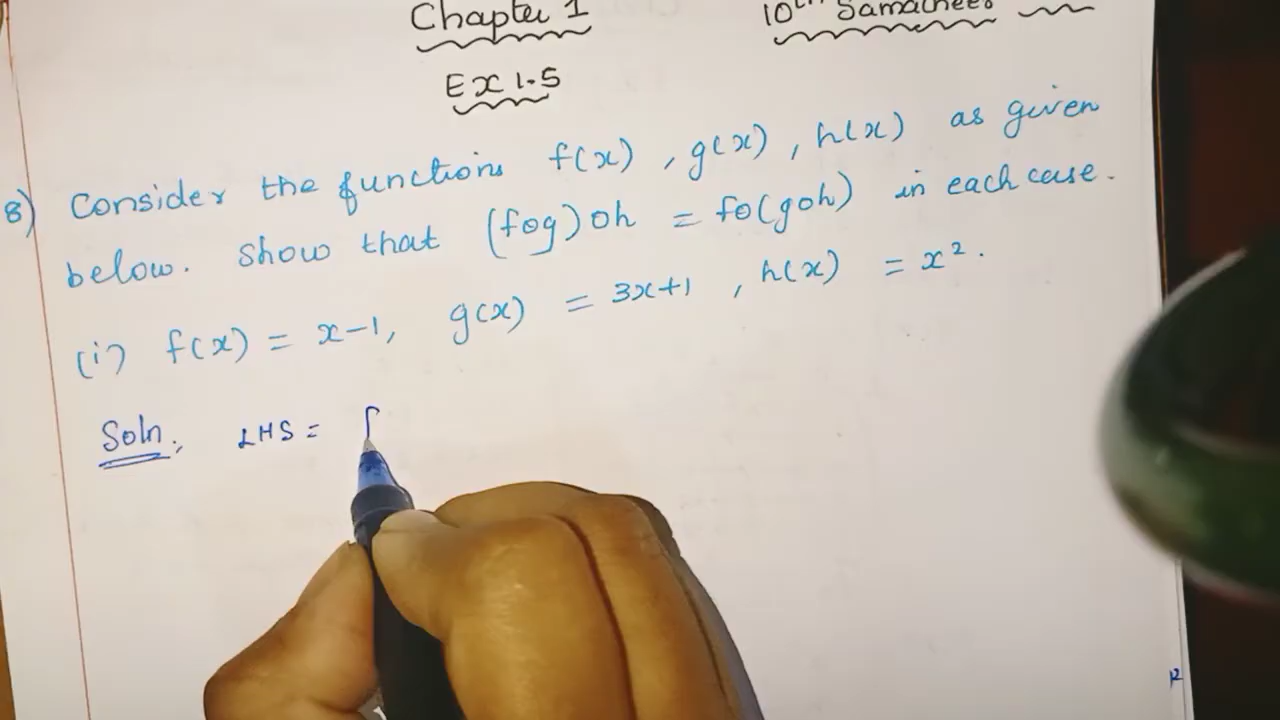 Chapter 1
10th
Ex 1.5
8) Consider the functions f(x), g(x), h(x) as given
below. Show that (fog)oh = fo(goh) in each case.
(i) f(x) = x-1, g(x) = 3x+1, h(x) = x².
Soln; LHS =